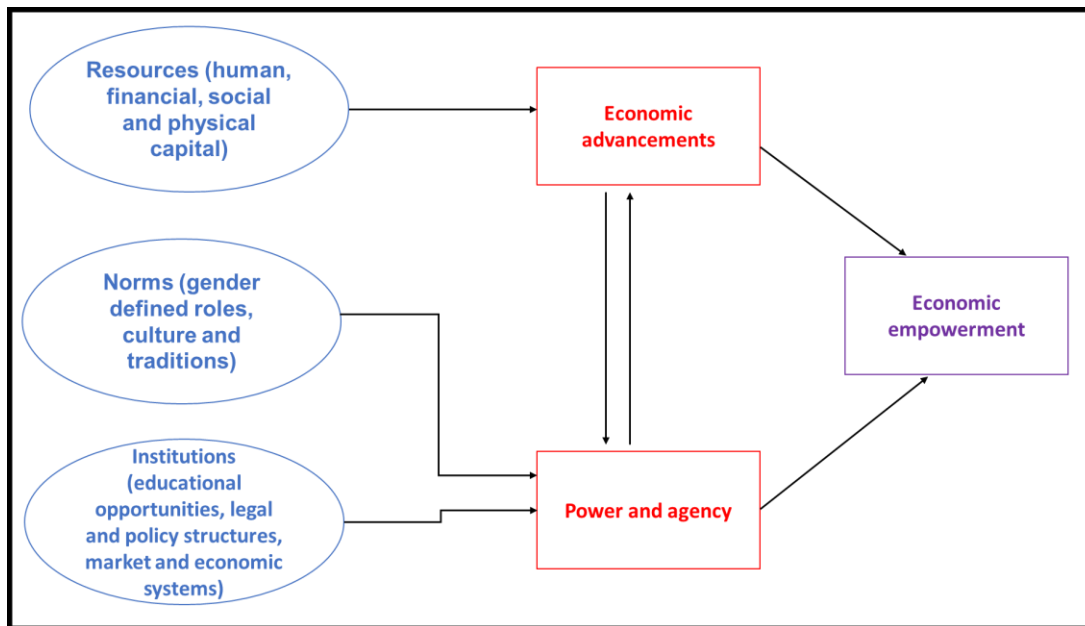 Resources (human,
financial, social
and physical
capital)
Economic
advancements
Norms (gender
defined roles,
culture and
traditions)
Economic
empowerment
Institutions
(educational
opportunities, legal
and policy structures,
market and economic
systems)
Power and agency